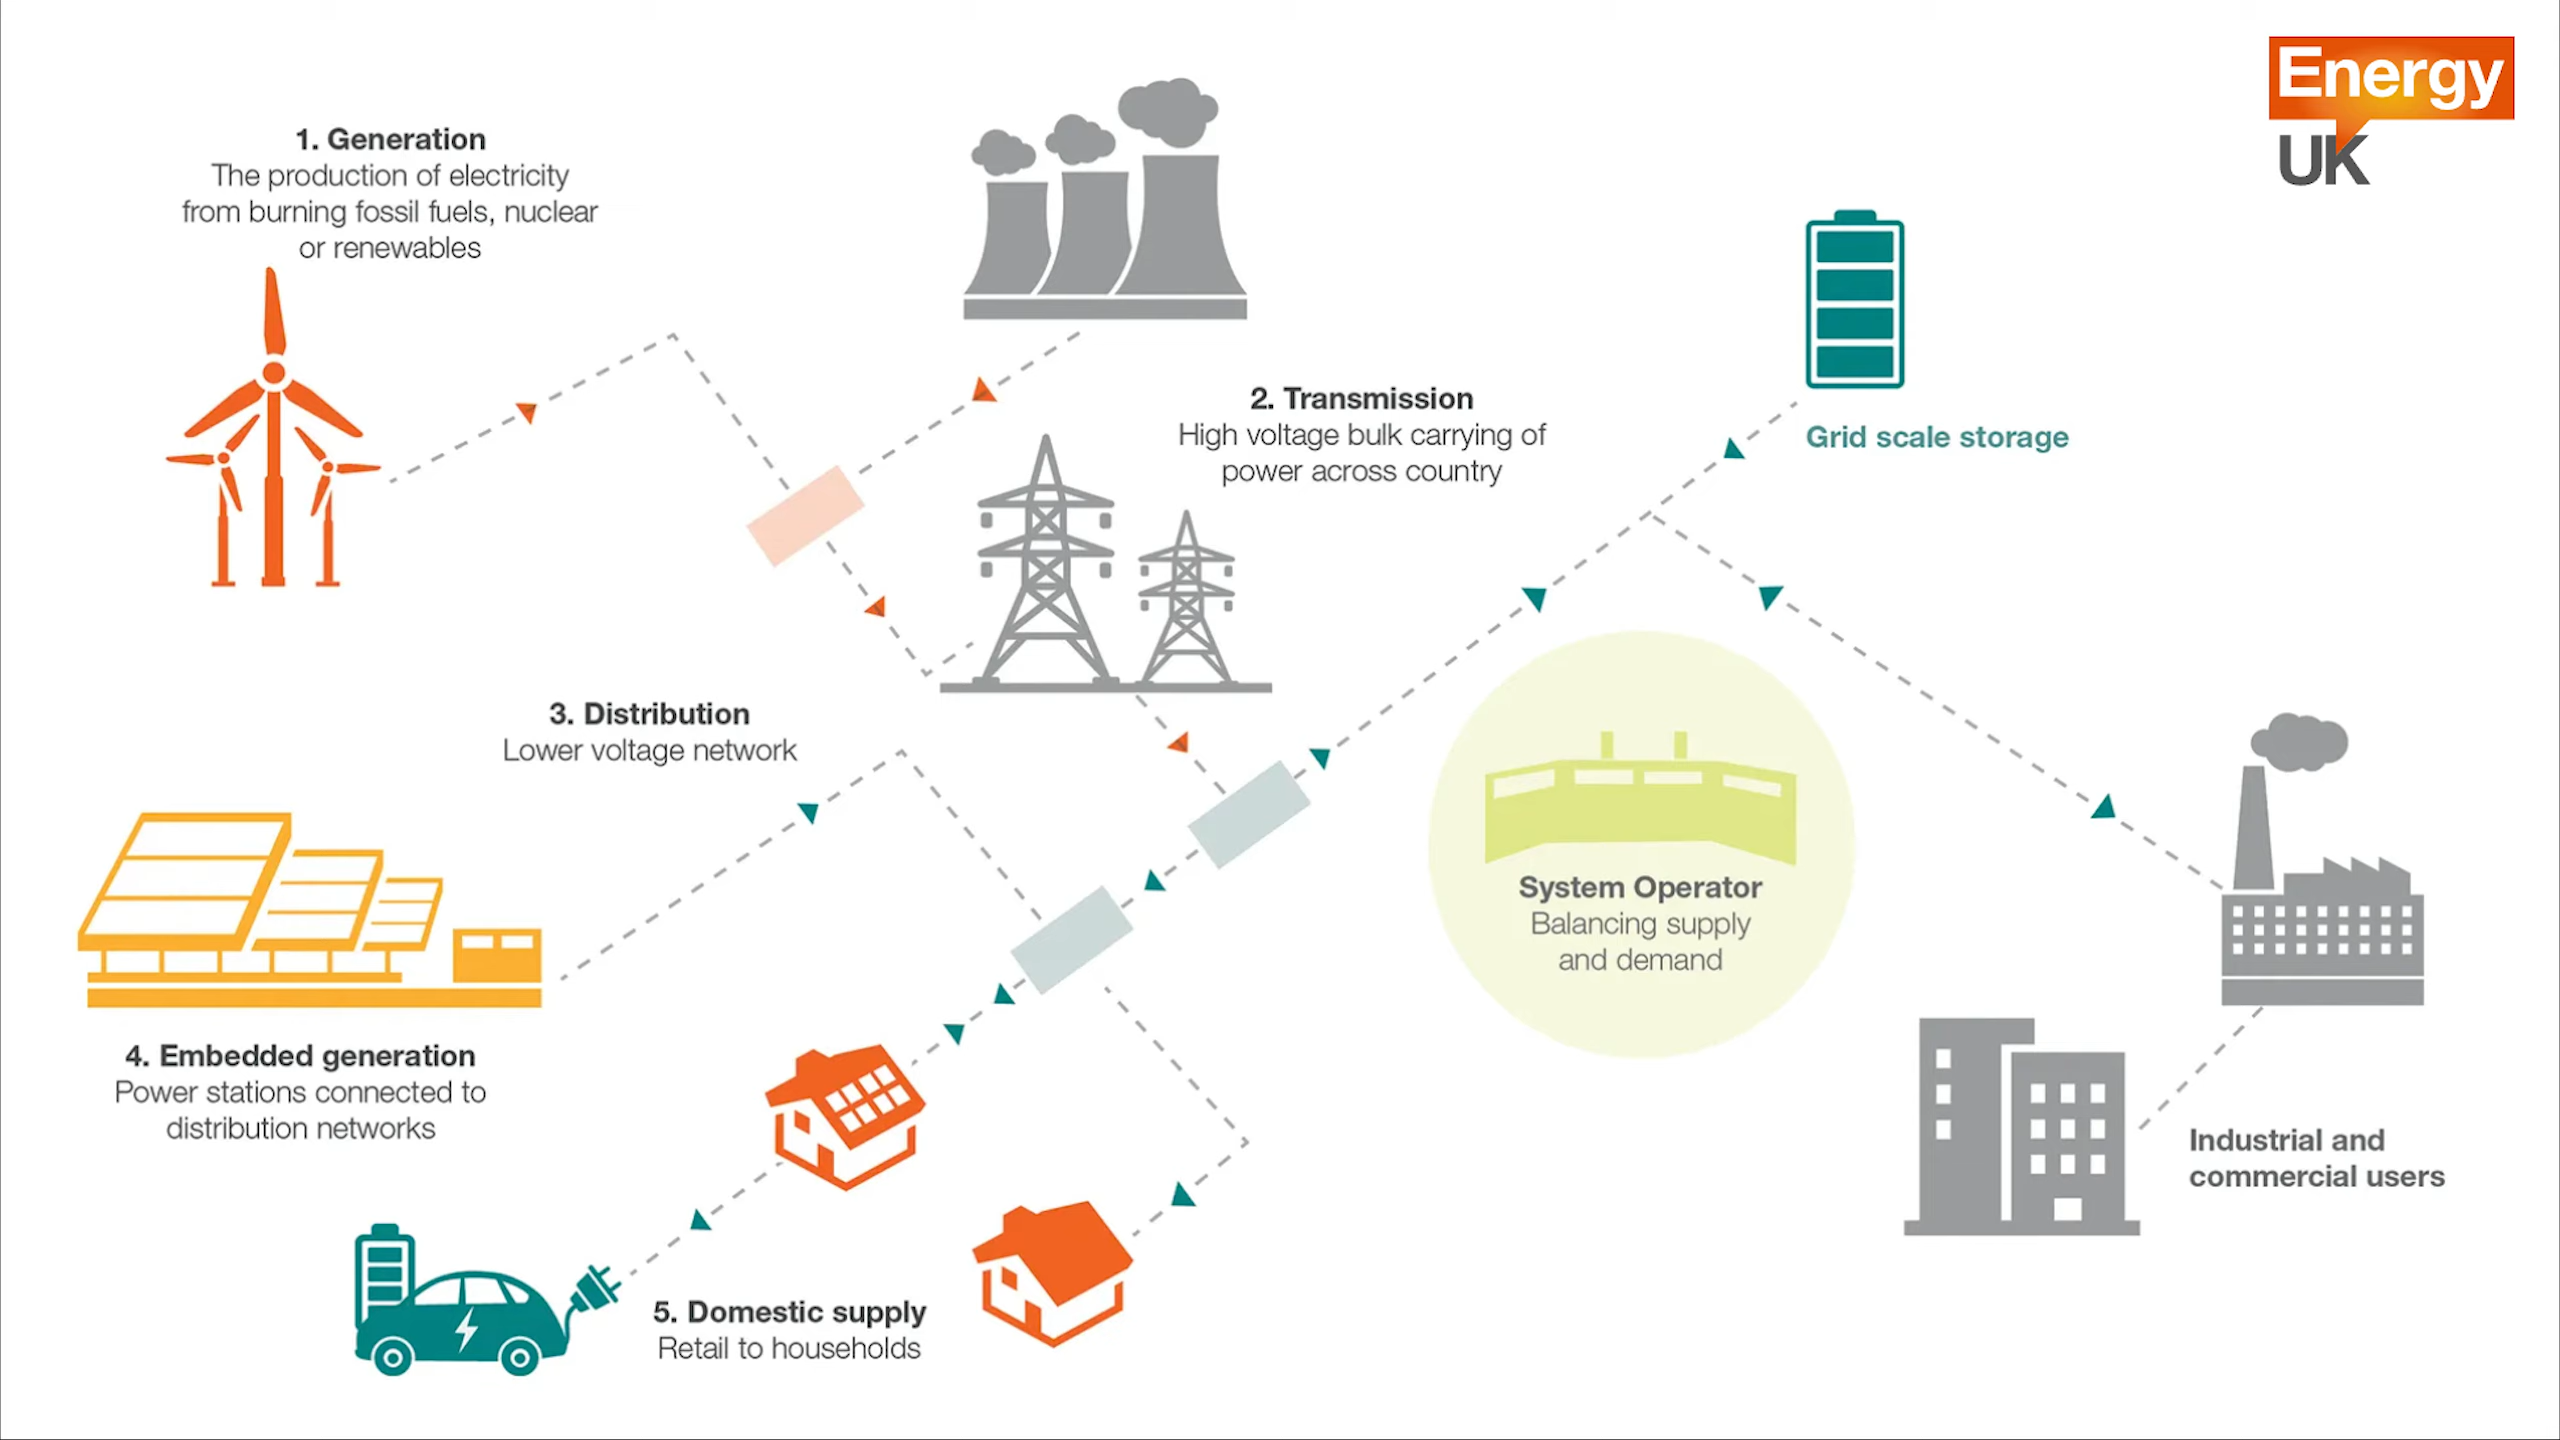 Energy
UK
1. Generation
The production of electricity
from burning fossil fuels, nuclear
or renewables
2. Transmission
High voltage bulk carrying of
power across country
Grid scale storage
3. Distribution
Lower voltage network
System Operator
Balancing supply
and demand
4. Embedded generation
Power stations connected to
distribution networks
Industrial and
commercial users
5. Domestic supply
Retail to households